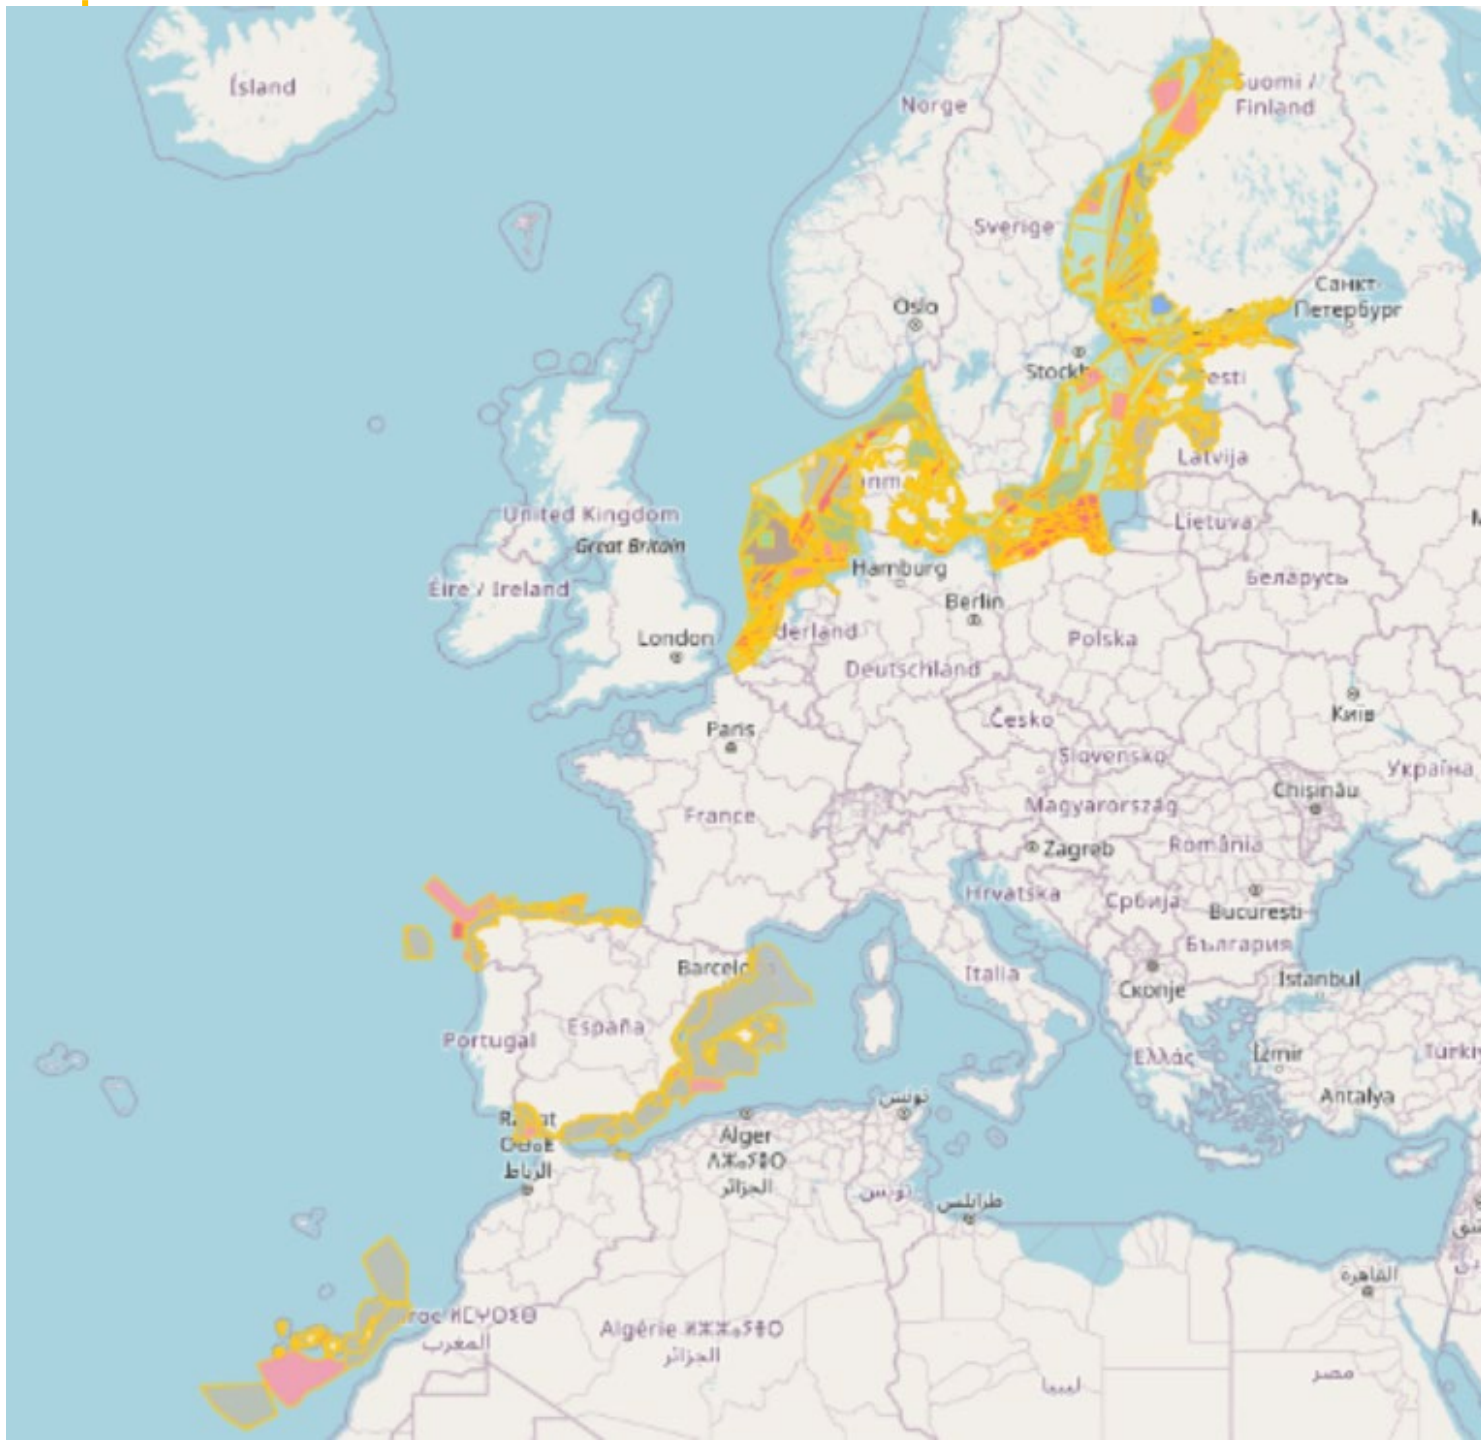 Ísland
Norge
Suomi /
Finland
Sverige
Санкт-
Петербург
Oslo
Stockh
esti
Latvija
United Kingdom
Great Britain
Lietuva
Беларусь
Éire / Ireland
Hamburg
Berlin
London
derland
Polska
Deutschland
Київ
Česko
Paris
Slovensko
Україна
Chișinău
France
Magyarország
Zagreb
România
Hrvatska
Србија
București
България
Barcelo
Italia
Скопје
İstanbul
España
Portugal
Ελλάς
İzmir
Türkiy
Antalya
تونس
Alger
الجزائر
الرباط
تونس
طرابلس
القاهرة
المغرب
Algérie
الجزائر
ليبيا
مصر